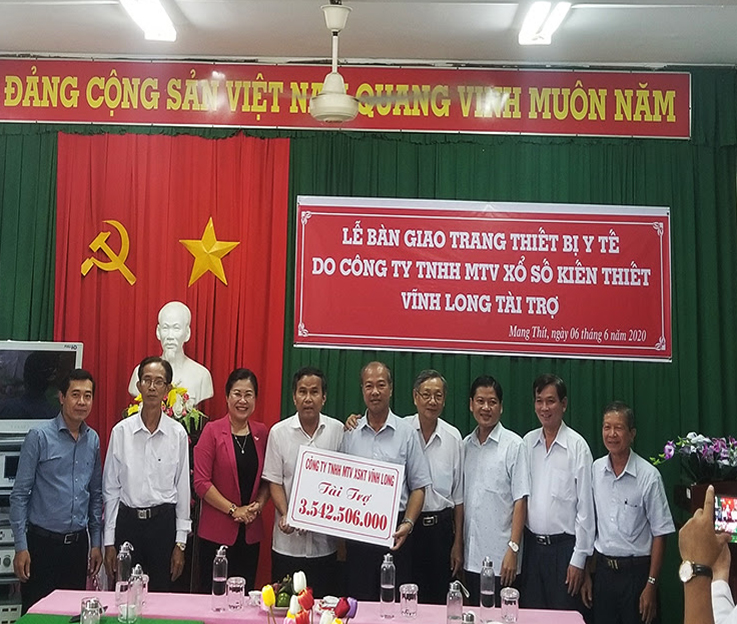 ĐẢNG CỘNG SẢN VIỆT NAM QUANG VINH MUÔN NĂM
LỄ BÀN GIAO TRANG THIẾT BỊ Y TẾ
DO CÔNG TY TNHH MTV XỔ SỐ KIẾN THIẾT
VĨNH LONG TÀI TRỢ
Mang Thít, ngày 06 tháng 6 năm 2020
CÔNG TY TNHH MTV XSKT VĨNH LONG
Tài Trợ
3.542.506.000